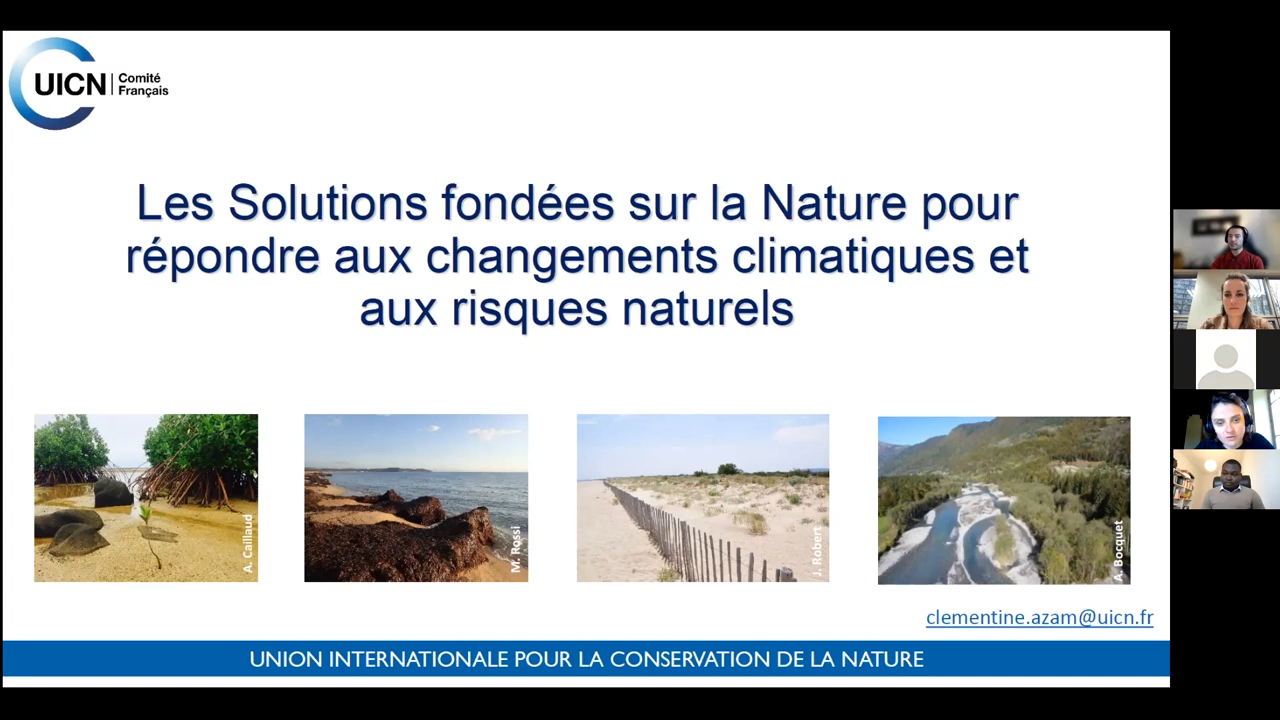 UICN
Comité
Français
Les Solutions fondées sur la Nature pour
répondre aux changements climatiques et
aux risques naturels
A. Caillaud
M. Rossi
J. Robert
A. Bocquet
clementine.azam@uicn.fr
UNION INTERNATIONALE POUR LA CONSERVATION DE LA NATURE